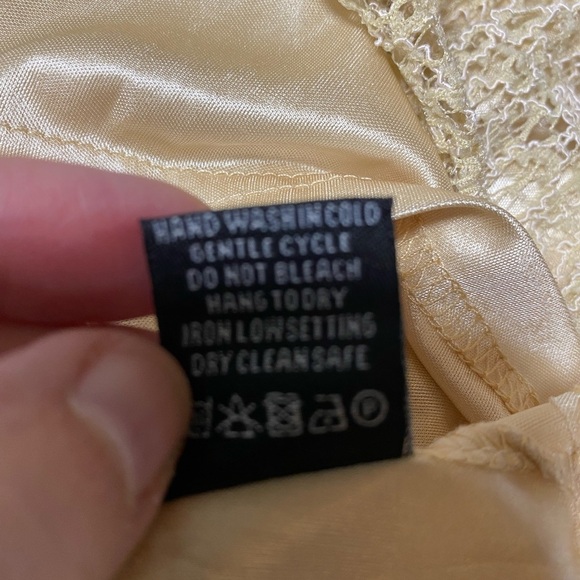 HAND WASH IN COLD
GENTLE CYCLE
DO NOT BLEACH
HANG TO DRY
IRON LOW SETTING
DRY CLEAN SAFE
P